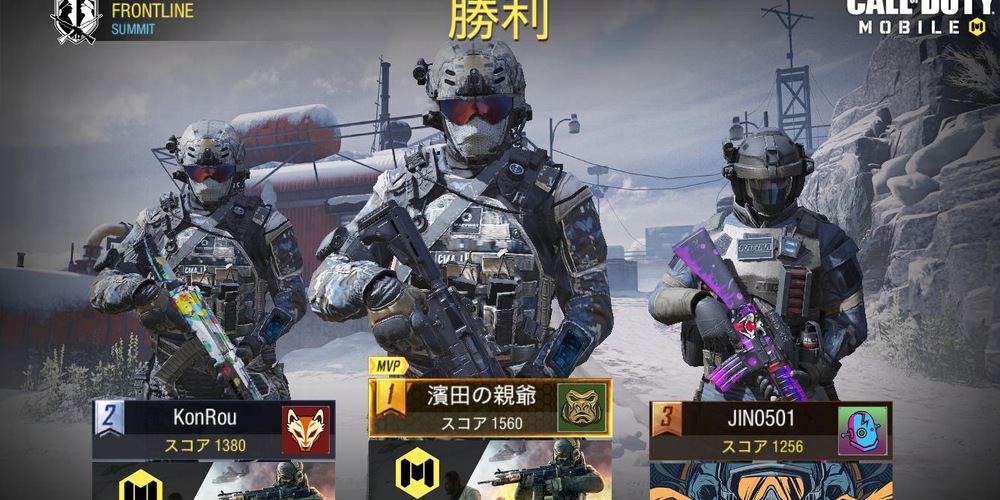 FRONTLINE
SUMMIT
勝利
CALL OF DUTY
MOBILE
MVP
2
KonRou
スコア 1380
1
濱田の親爺
スコア 1560
3
JIN0501
スコア 1256